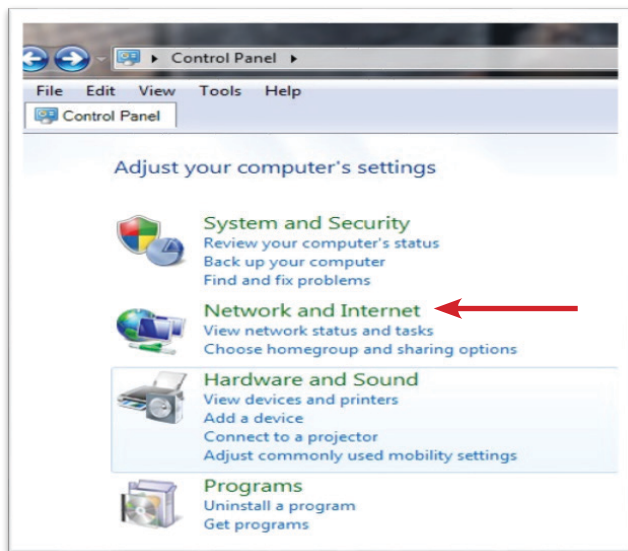 Control Panel
File Edit View Tools Help
Control Panel
Adjust your computer's settings
System and Security
Review your computer's status
Back up your computer
Find and fix problems
Network and Internet
View network status and tasks
Choose homegroup and sharing options
Hardware and Sound
View devices and printers
Add a device
Connect to a projector
Adjust commonly used mobility settings
Programs
Uninstall a program
Get programs